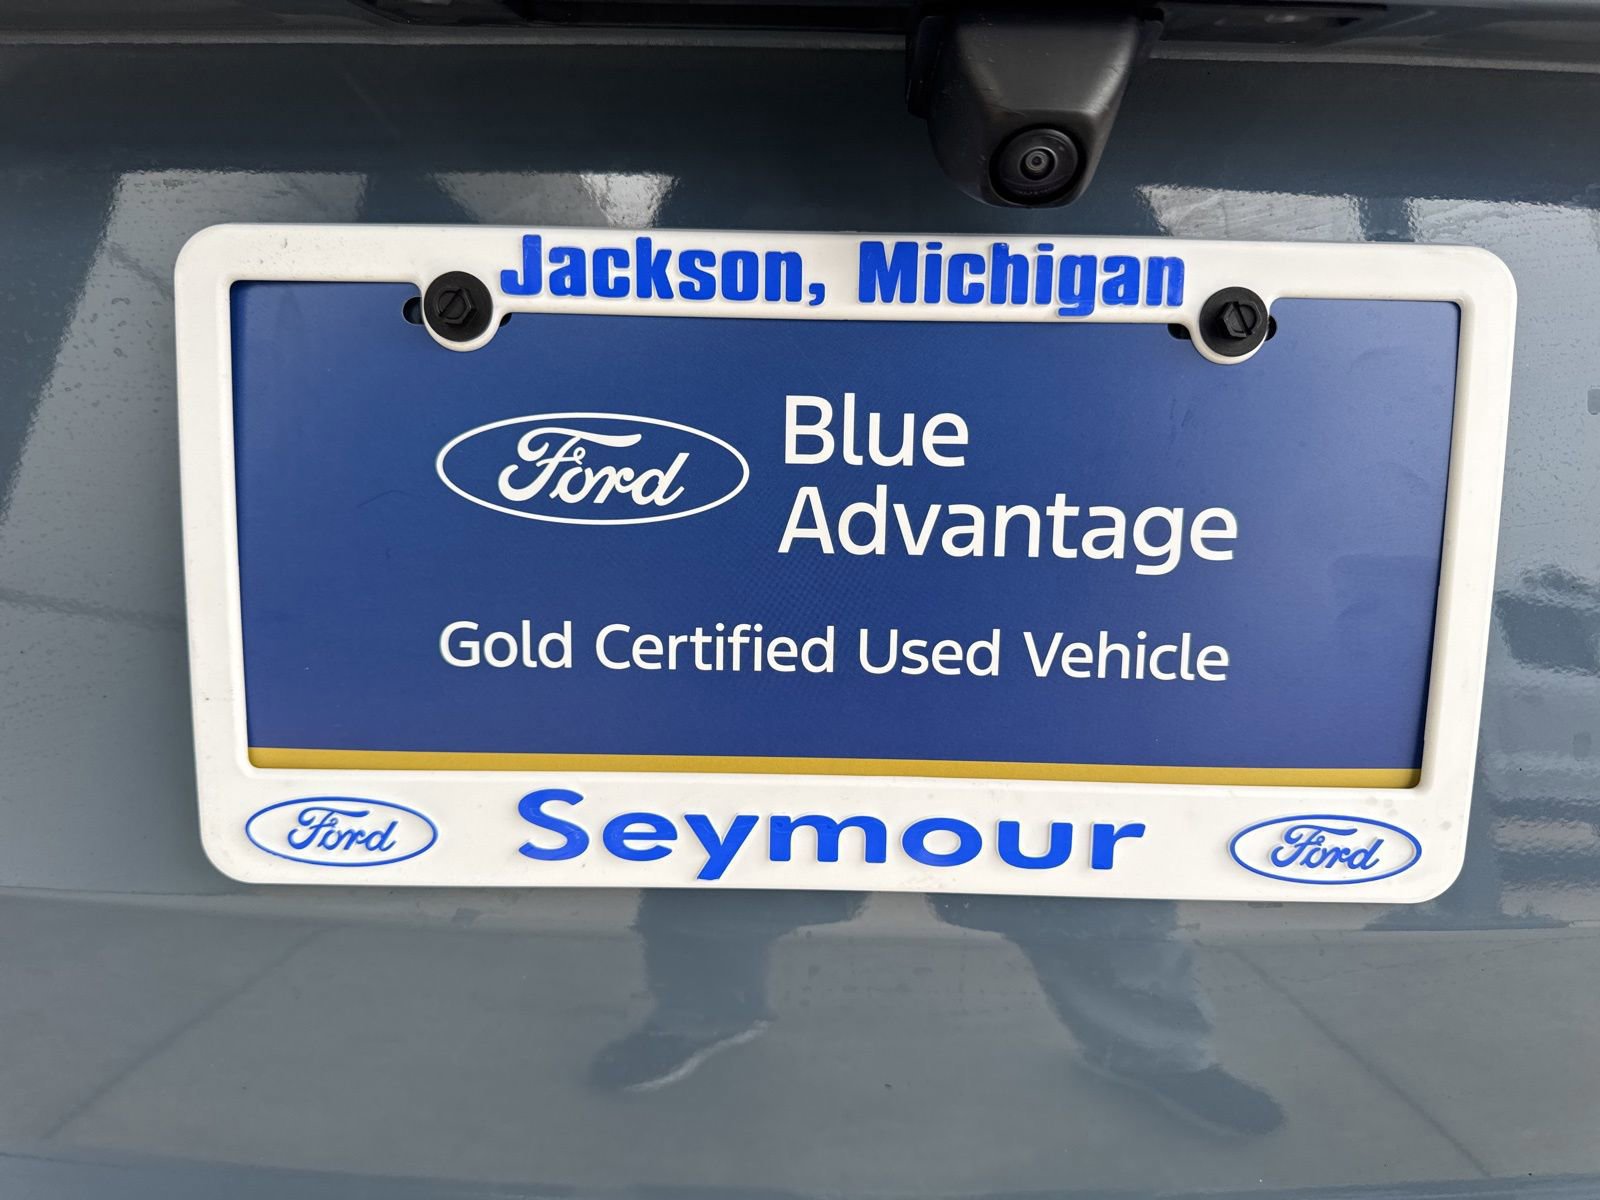 Jackson, Michigan
Ford
Blue
Advantage
Gold Certified Used Vehicle
Ford
Seymour
Ford